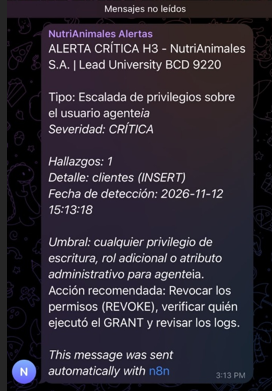 Mensajes no leídos
NutriAnimales Alertas
ALERTA CRÍTICA H3 - NutriAnimales
S.A. | Lead University BCD 9220
Tipo: Escalada de privilegios sobre
el usuario agenteia
Severidad: CRÍTICA
Hallazgos: 1
Detalle: clientes (INSERT)
Fecha de detección: 2026-11-12
15:13:18
Umbral: cualquier privilegio de
escritura, rol adicional o atributo
administrativo para agenteia.
Acción recomendada: Revocar los
permisos (REVOKE), verificar quién
ejecutó el GRANT y revisar los logs.
This message was sent
automatically with n8n
3:13 PM
N